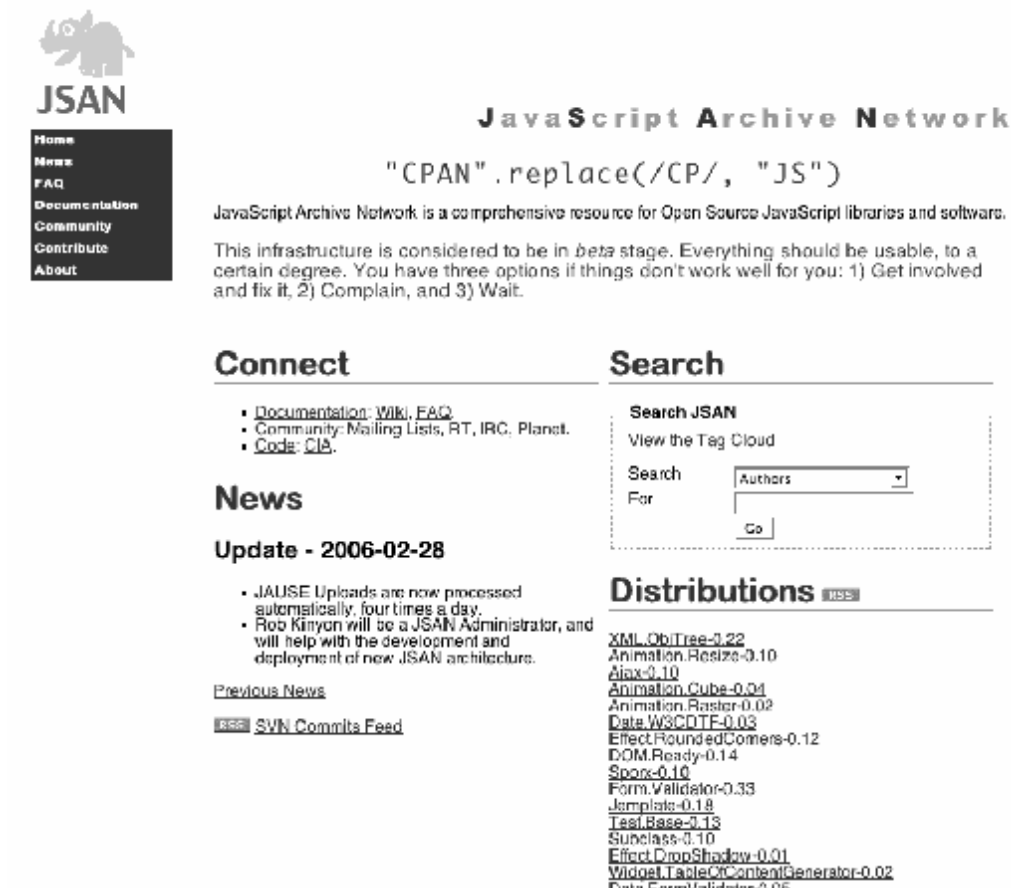 JSAN
Home
News
FAQ
Documentation
Community
Contribute
About
JavaScript Archive Network
"CPAN".replace(/CP/, "JS")
JavaScript Archive Network is a comprehensive resource for Open Source JavaScript libraries and software.
This infrastructure is considered to be in beta stage. Everything should be usable, to a
certain degree. You have three options if things don't work well for you: 1) Get involved
and fix it, 2) Complain, and 3) Wait.
Connect
• Documentation: Wiki, FAQ.
• Community: Mailing Lists, RT, IRC, Planet.
• Code: CIA.
News
Update - 2006-02-28
• JAUSE Uploads are now processed
automatically, four times a day.
• Rob Kinyon will be a JSAN Administrator, and
will help with the development and
deployment of new JSAN architecture.
Previous News
RSS SVN Commits Feed
Search
Search JSAN
View the Tag Cloud
Search Authors
For
Go
Distributions RSS
XML.ObjTree-0.22
Animation.Resize-0.10
Ajax-0.10
Animation.Cube-0.04
Animation.Raster-0.02
Date.W3CDTF-0.03
Effect.RoundedCorners-0.12
DOM.Ready-0.14
Sporx-0.10
Form.Validator-0.33
Jemplate-0.18
Test.Base-0.13
Subclass-0.10
Effect.DropShadow-0.01
Widget.TableOfContentGenerator-0.02